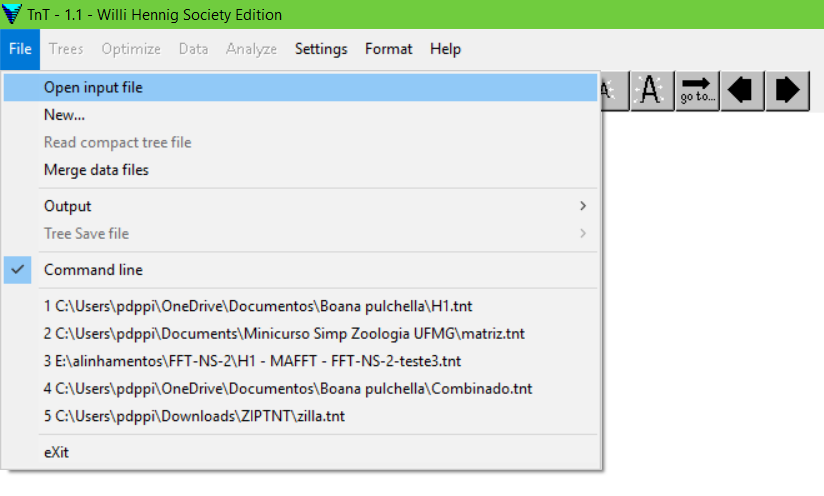 TnT - 1.1 - Willi Hennig Society Edition
File Trees Optimize Data Analyze Settings Format Help
Open input file
New...
Read compact tree file
Merge data files
Output
Tree Save file
Command line
1 C:\Users\pdppi\OneDrive\Documentos\Boana pulchella\H1.tnt
2 C:\Users\pdppi\Documents\Minicurso Simp Zoologia UFMG\matriz.tnt
3 E:\alinhamentos\FFT-NS-2\H1 - MAFFT - FFT-NS-2-teste3.tnt
4 C:\Users\pdppi\OneDrive\Documentos\Boana pulchella\Combinado.tnt
5 C:\Users\pdppi\Downloads\ZIPTNT\zilla.tnt
eXit
A A go to...